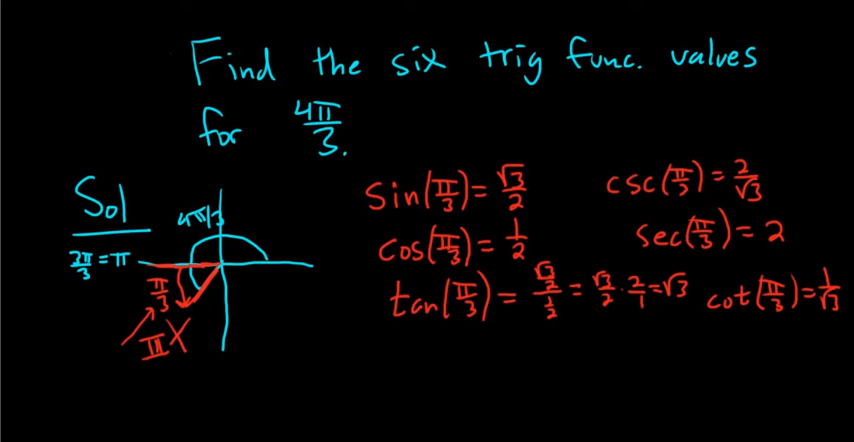 Find the six trig func. values
for 4π/3.
Sol
4π/3
3π/3 = π
π/3
III
sin(π/3) = √3/2
csc(π/3) = 2/√3
cos(π/3) = 1/2
sec(π/3) = 2
tan(π/3) = (√3/2)/(1/2) = √3/2 · 2/1 = √3
cot(π/3) = 1/√3